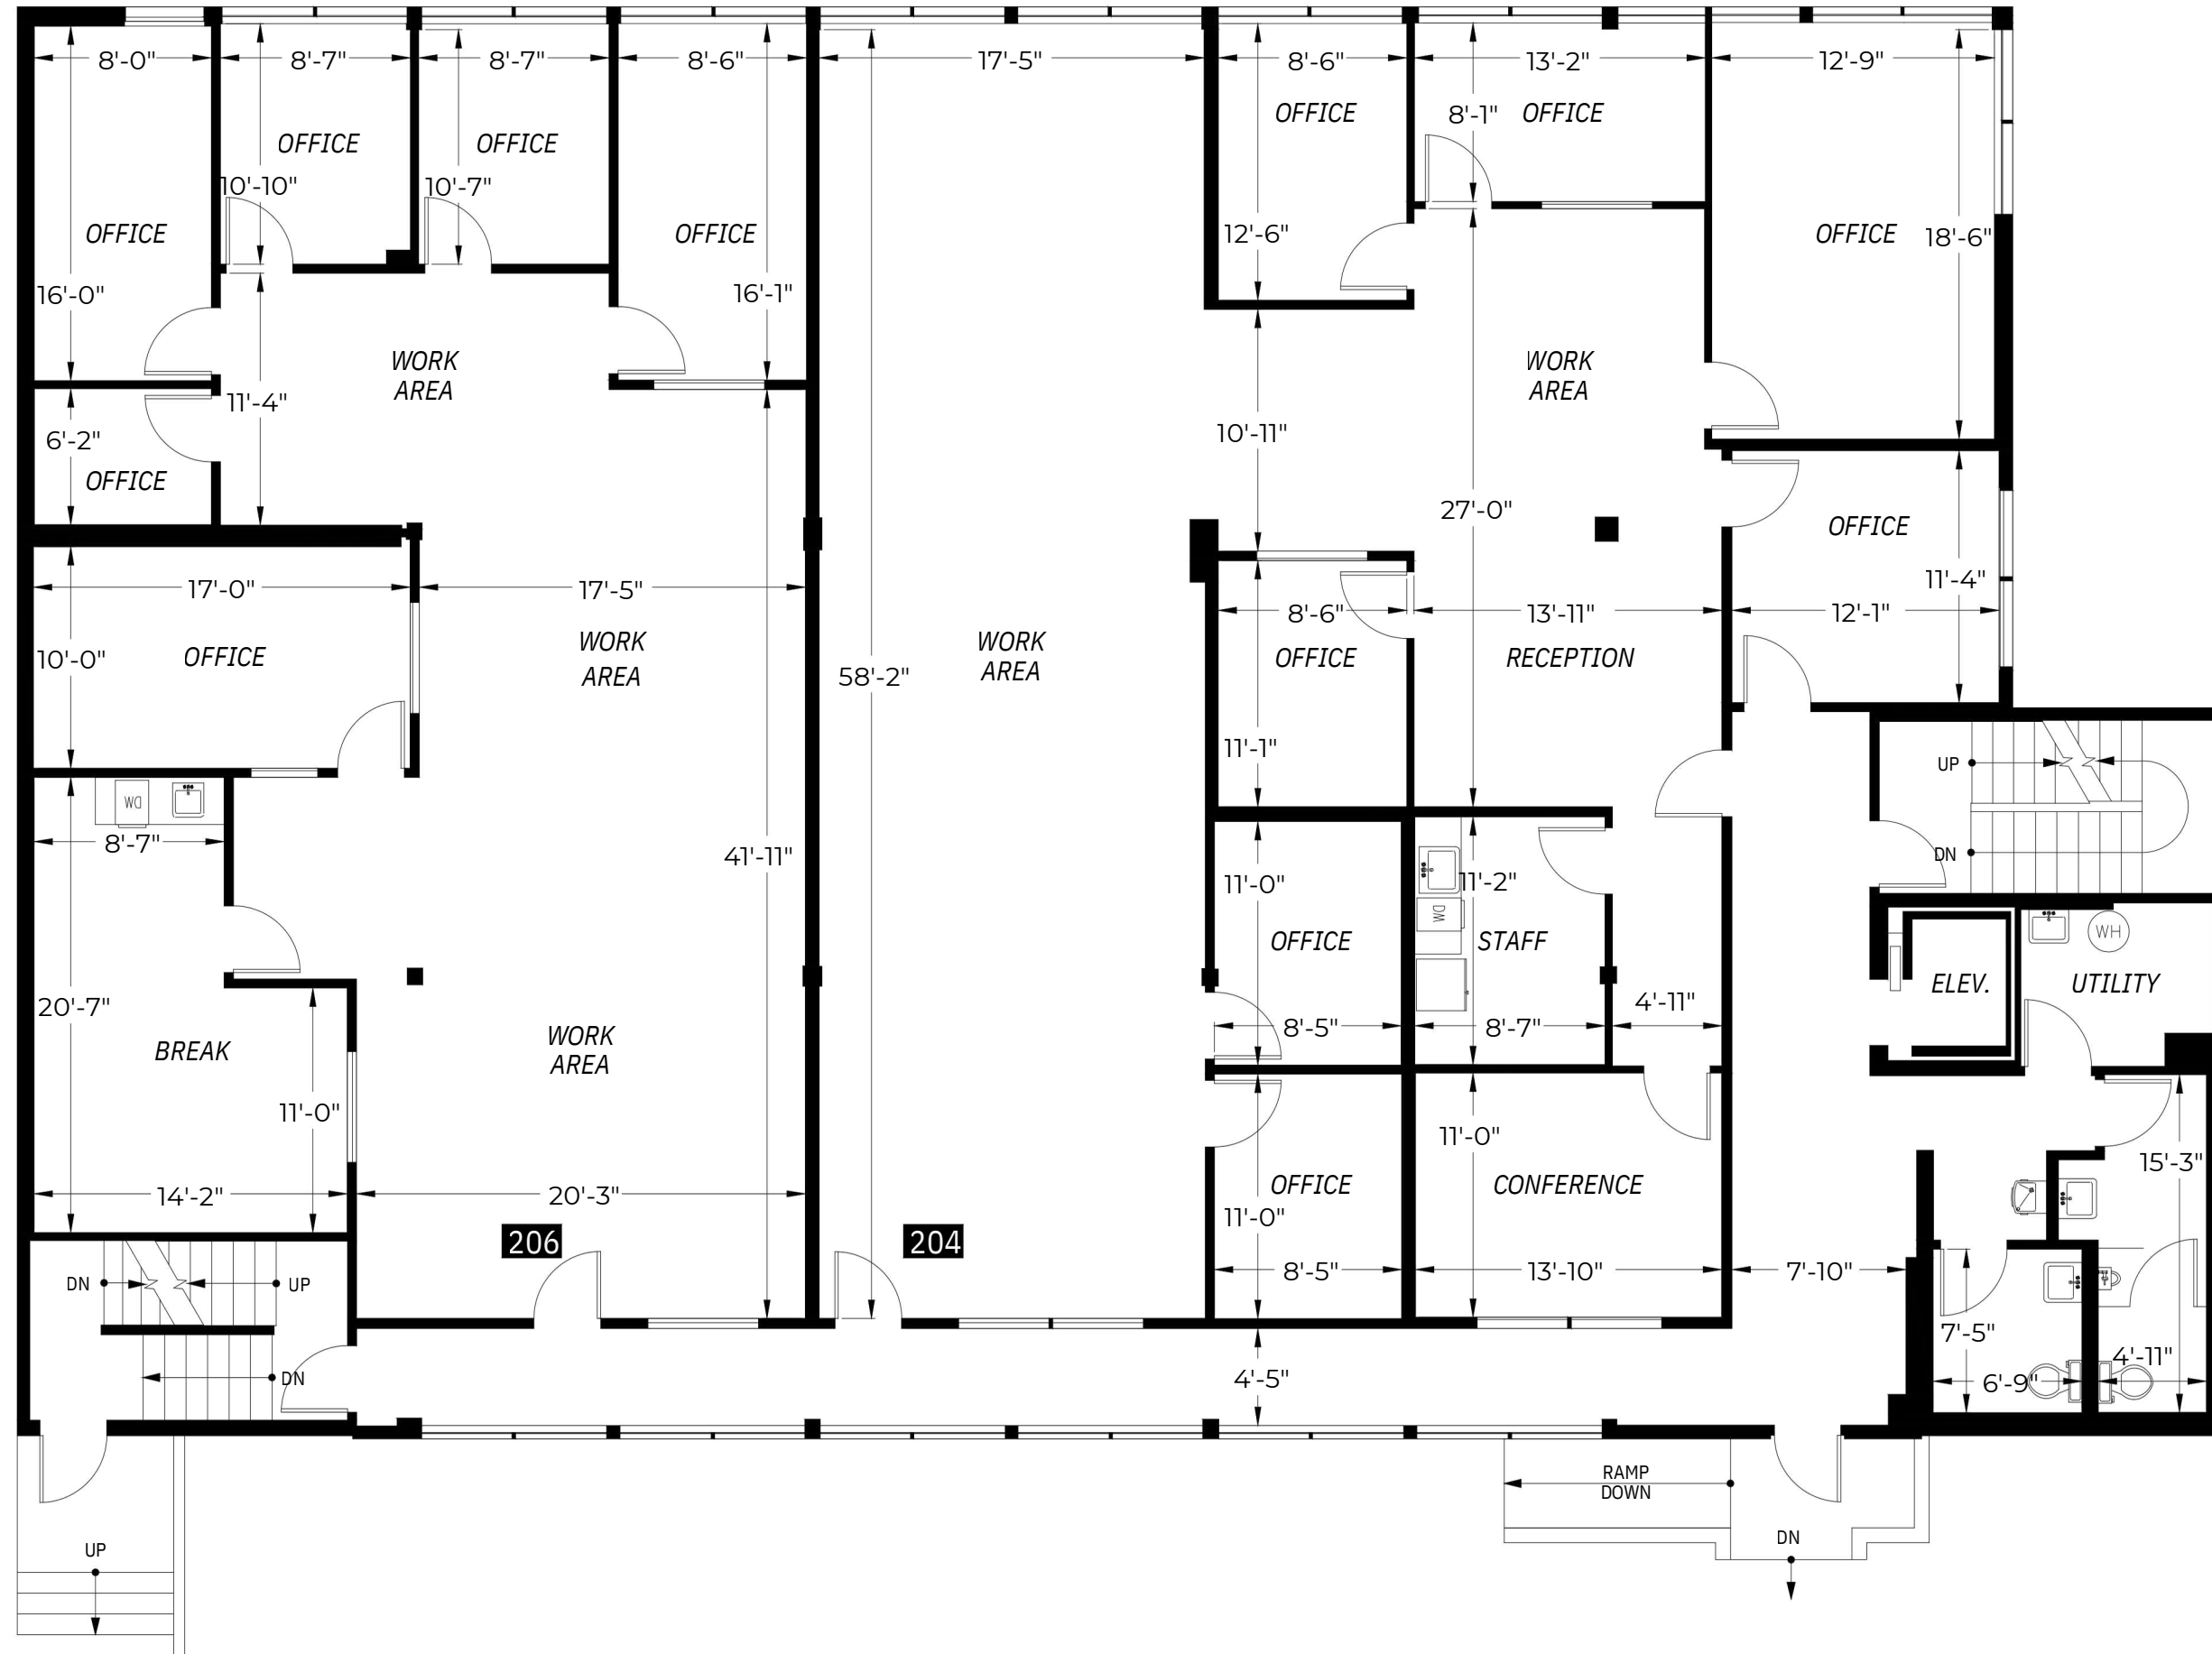 8'-0"
8'-7"
8'-7"
8'-6"
17'-5"
8'-6"
13'-2"
12'-9"
OFFICE
OFFICE
8'-1"
OFFICE
OFFICE
10'-10"
10'-7"
OFFICE
OFFICE
12'-6"
OFFICE
18'-6"
16'-0"
16'-1"
WORK
AREA
WORK
AREA
11'-4"
6'-2"
10'-11"
OFFICE
27'-0"
OFFICE
11'-4"
17'-0"
17'-5"
8'-6"
13'-11"
12'-1"
10'-0"
OFFICE
WORK
AREA
WORK
AREA
OFFICE
RECEPTION
58'-2"
11'-1"
UP
DW
8'-7"
41'-11"
DN
11'-0"
11'-2"
DW
OFFICE
STAFF
WH
20'-7"
4'-11"
ELEV.
UTILITY
8'-5"
8'-7"
BREAK
WORK
AREA
11'-0"
11'-0"
15'-3"
14'-2"
20'-3"
OFFICE
CONFERENCE
11'-0"
206
204
DN
UP
8'-5"
13'-10"
7'-10"
7'-5"
DN
4'-5"
6'-9"
4'-11"
RAMP
DOWN
DN
UP